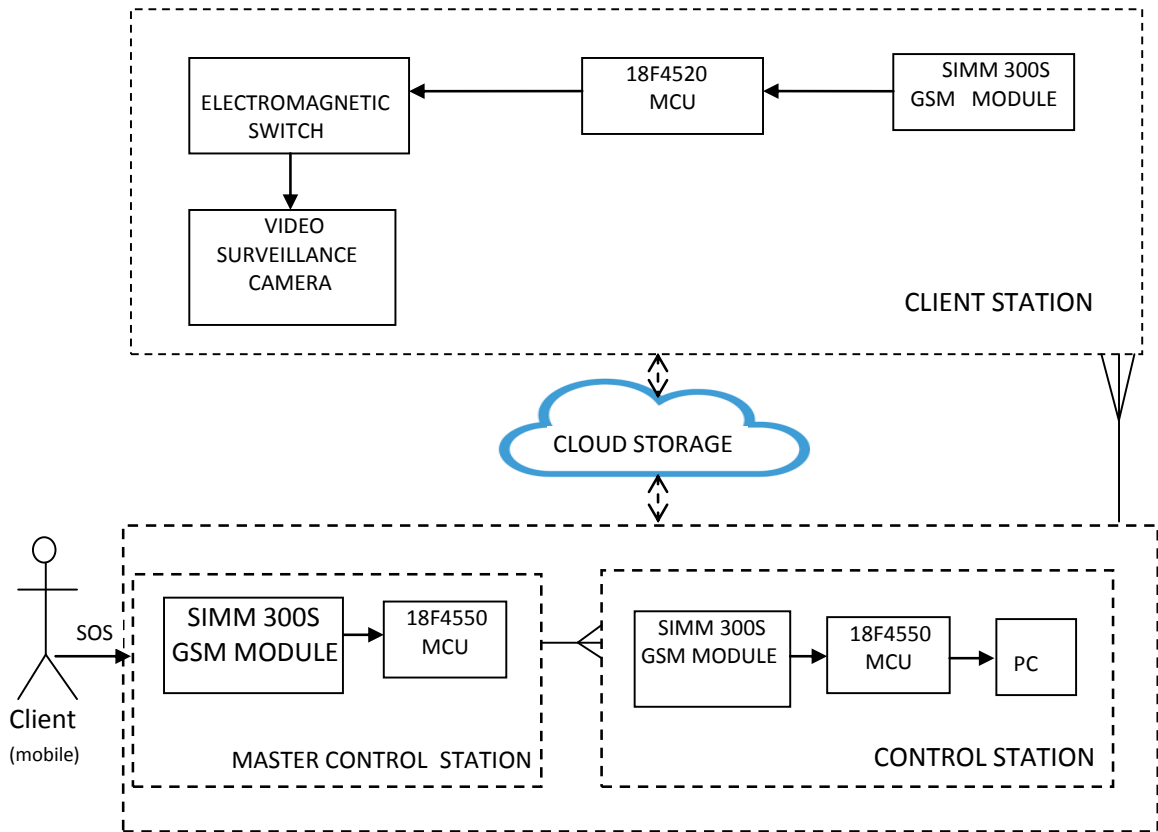 18F4520
MCU
SIMM 300S
GSM MODULE
ELECTROMAGNETIC
SWITCH
VIDEO
SURVEILLANCE
CAMERA
CLIENT STATION
CLOUD STORAGE
SOS
Client
(mobile)
SIMM 300S
GSM MODULE
18F4550
MCU
MASTER CONTROL STATION
SIMM 300S
GSM MODULE
18F4550
MCU
PC
CONTROL STATION